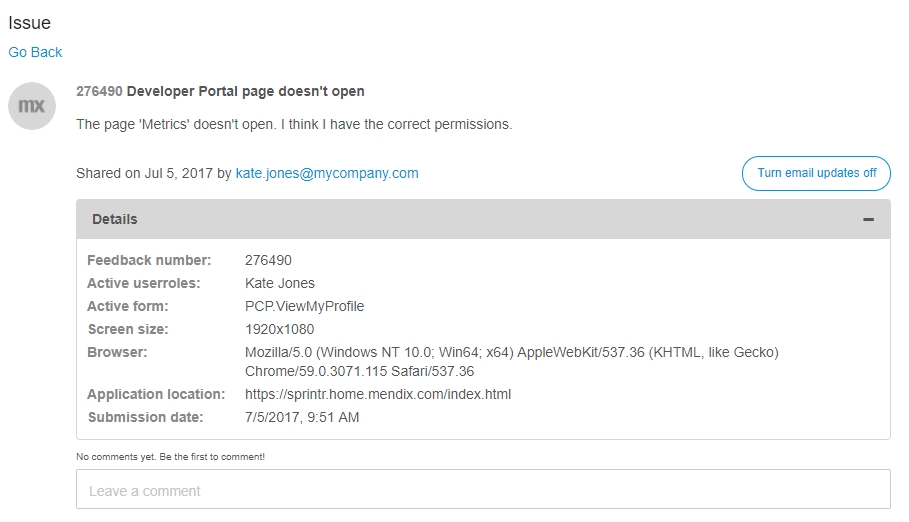 Issue
Go Back
mx
276490 Developer Portal page doesn't open
The page 'Metrics' doesn't open. I think I have the correct permissions.
Shared on Jul 5, 2017 by kate.jones@mycompany.com
Turn email updates off
Details
Feedback number: 276490
Active userroles: Kate Jones
Active form: PCP.ViewMyProfile
Screen size: 1920x1080
Browser: Mozilla/5.0 (Windows NT 10.0; Win64; x64) AppleWebKit/537.36 (KHTML, like Gecko)
Chrome/59.0.3071.115 Safari/537.36
Application location: https://sprintr.home.mendix.com/index.html
Submission date: 7/5/2017, 9:51 AM
No comments yet. Be the first to comment!
Leave a comment